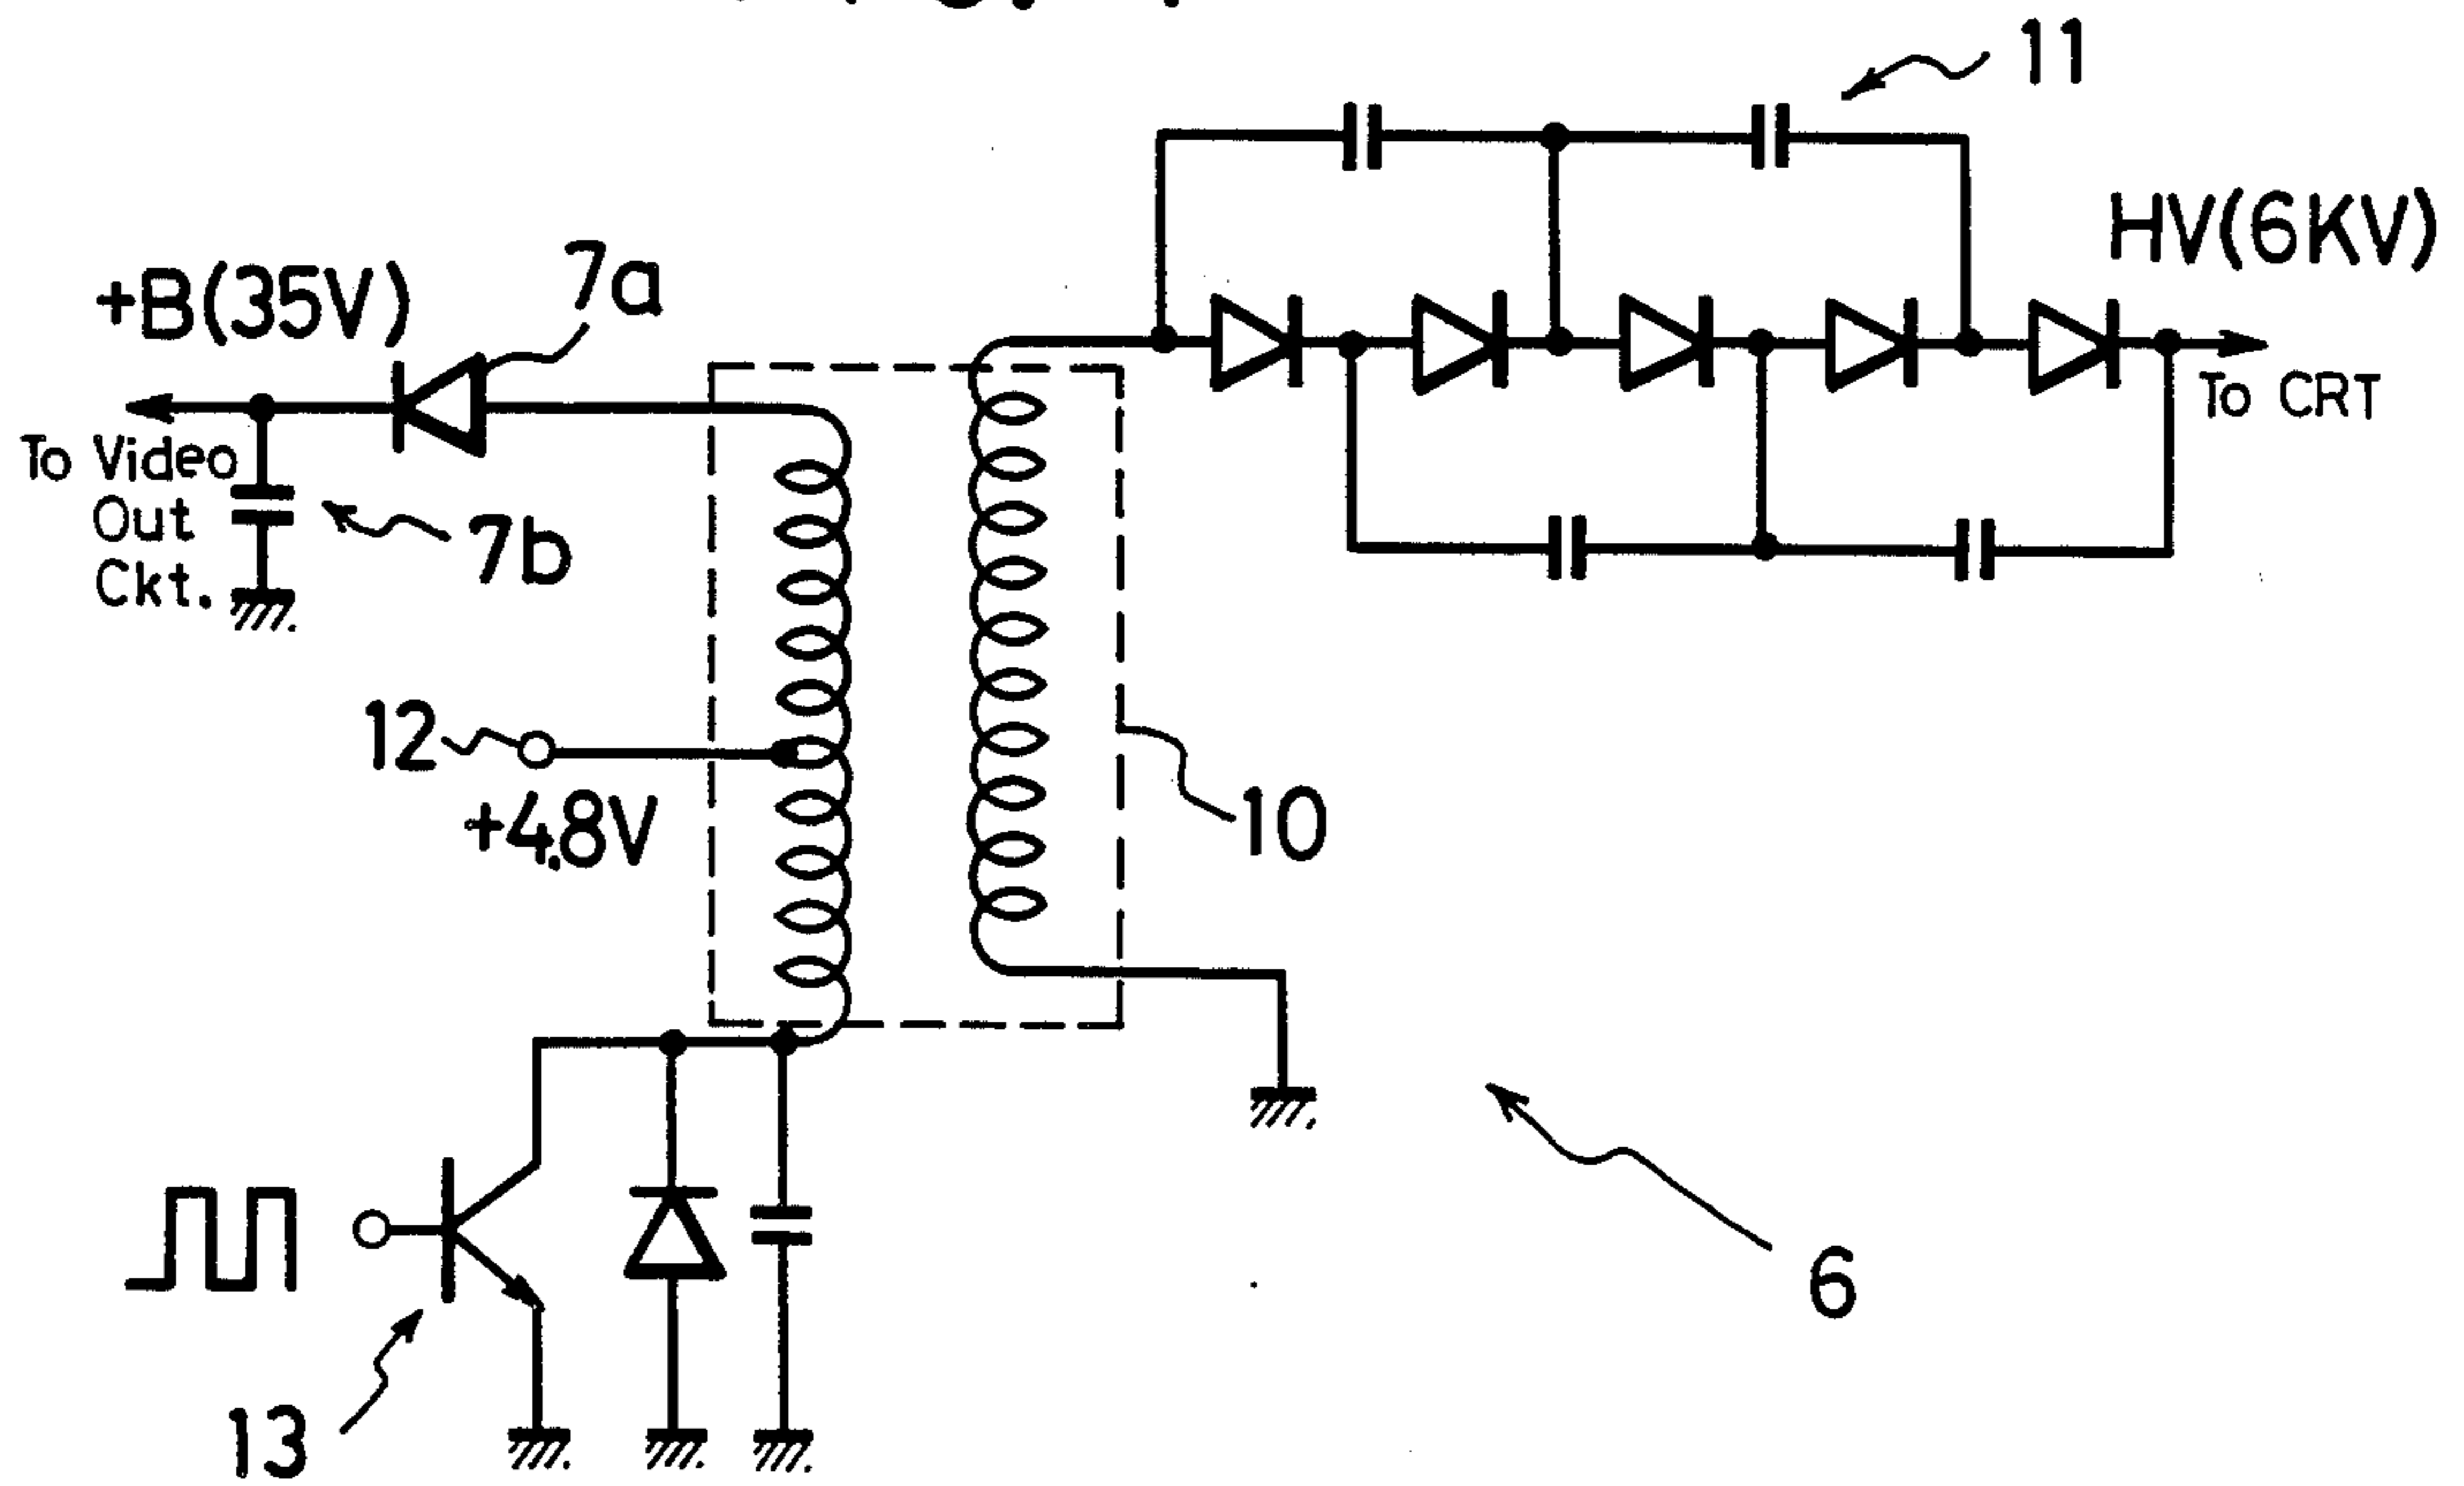 11
HV(6KV)
7a
+B(35V)
To CRT
To Video
Out
Ckt.
7b
12
+4.8V
10
6
13